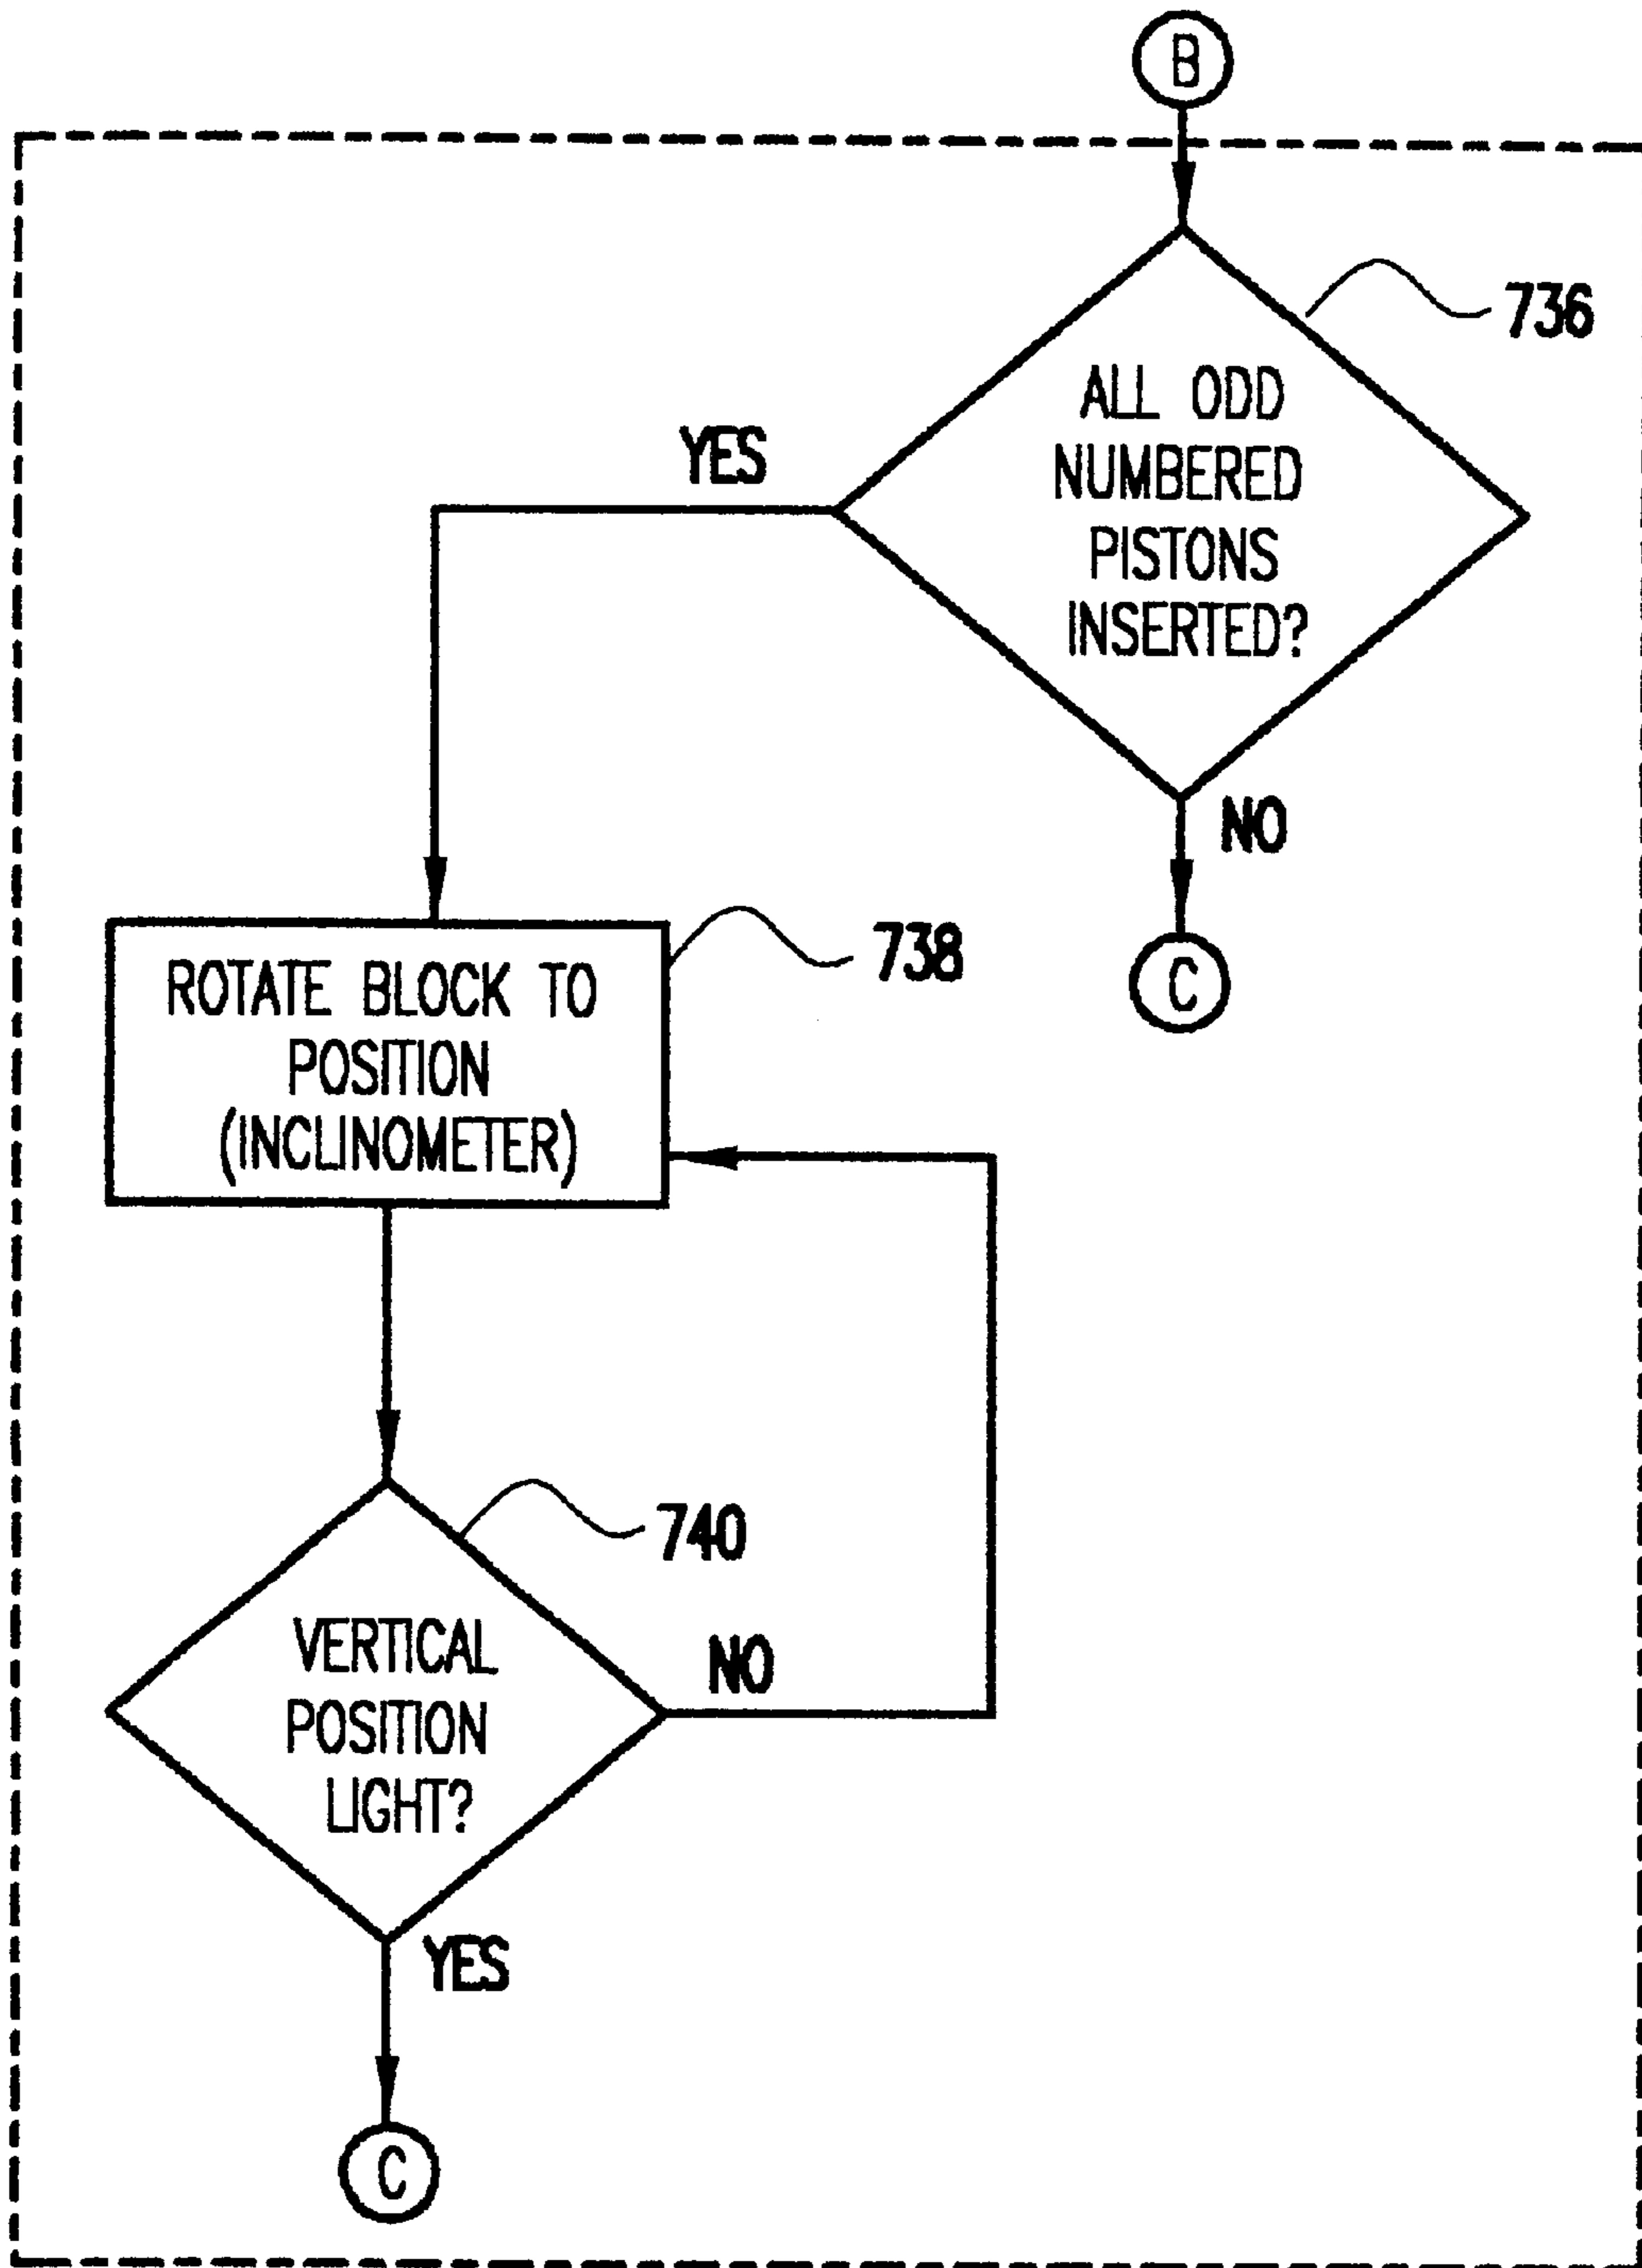 B
736
ALL ODD
NUMBERED
PISTONS
INSERTED?
YES
NO
C
738
ROTATE BLOCK TO
POSITION
(INCLINOMETER)
740
VERTICAL
POSITION
LIGHT?
NO
YES
C